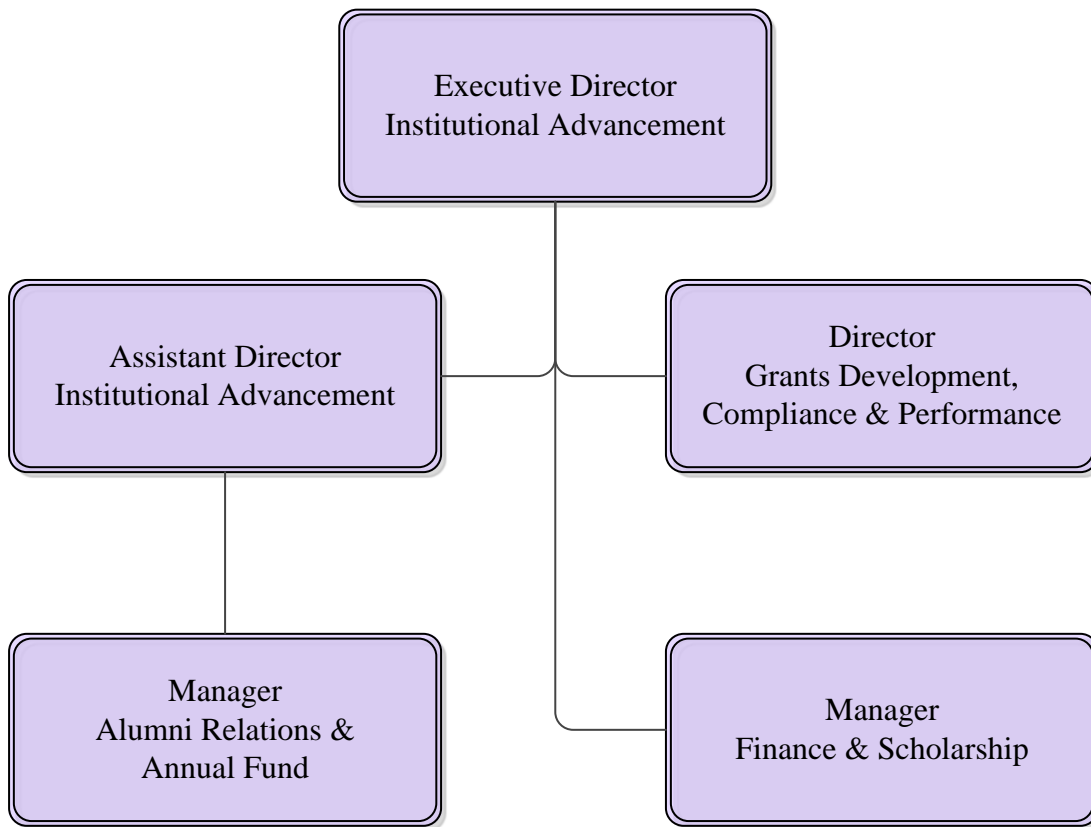 Executive Director
Institutional Advancement
Assistant Director
Institutional Advancement
Director
Grants Development,
Compliance & Performance
Manager
Alumni Relations &
Annual Fund
Manager
Finance & Scholarship